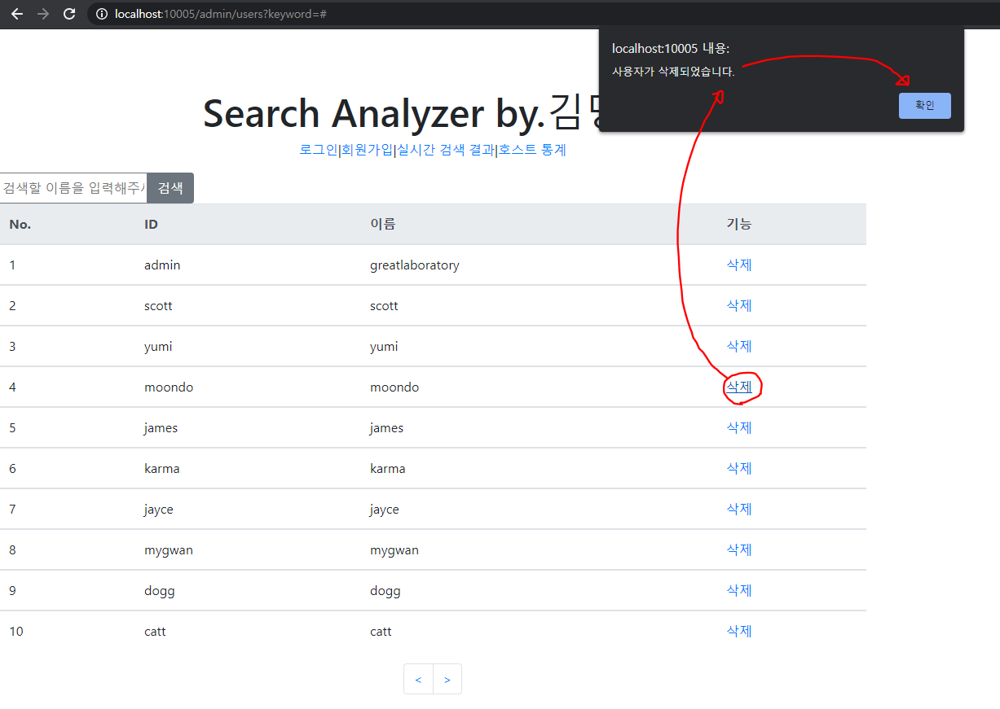 localhost:10005/admin/users?keyword=#
localhost:10005 내용:
사용자가 삭제되었습니다.
확인
Search Analyzer by.김
로그인|회원가입|실시간 검색 결과|호스트 통계
검색할 이름을 입력해주 검색
No. ID 이름 기능
1 admin greatlaboratory 삭제
2 scott scott 삭제
3 yumi yumi 삭제
4 moondo moondo 삭제
5 james james 삭제
6 karma karma 삭제
7 jayce jayce 삭제
8 mygwan mygwan 삭제
9 dogg dogg 삭제
10 catt catt 삭제
< >